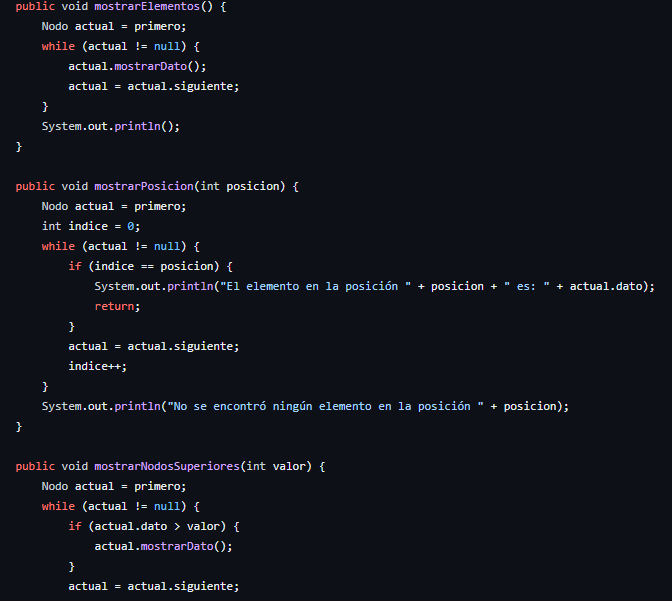 public void mostrarElementos() {
    Nodo actual = primero;
    while (actual != null) {
        actual.mostrarDato();
        actual = actual.siguiente;
    }
    System.out.println();
}

public void mostrarPosicion(int posicion) {
    Nodo actual = primero;
    int indice = 0;
    while (actual != null) {
        if (indice == posicion) {
            System.out.println("El elemento en la posición " + posicion + " es: " + actual.dato);
            return;
        }
        actual = actual.siguiente;
        indice++;
    }
    System.out.println("No se encontró ningún elemento en la posición " + posicion);
}

public void mostrarNodosSuperiores(int valor) {
    Nodo actual = primero;
    while (actual != null) {
        if (actual.dato > valor) {
            actual.mostrarDato();
        }
        actual = actual.siguiente;